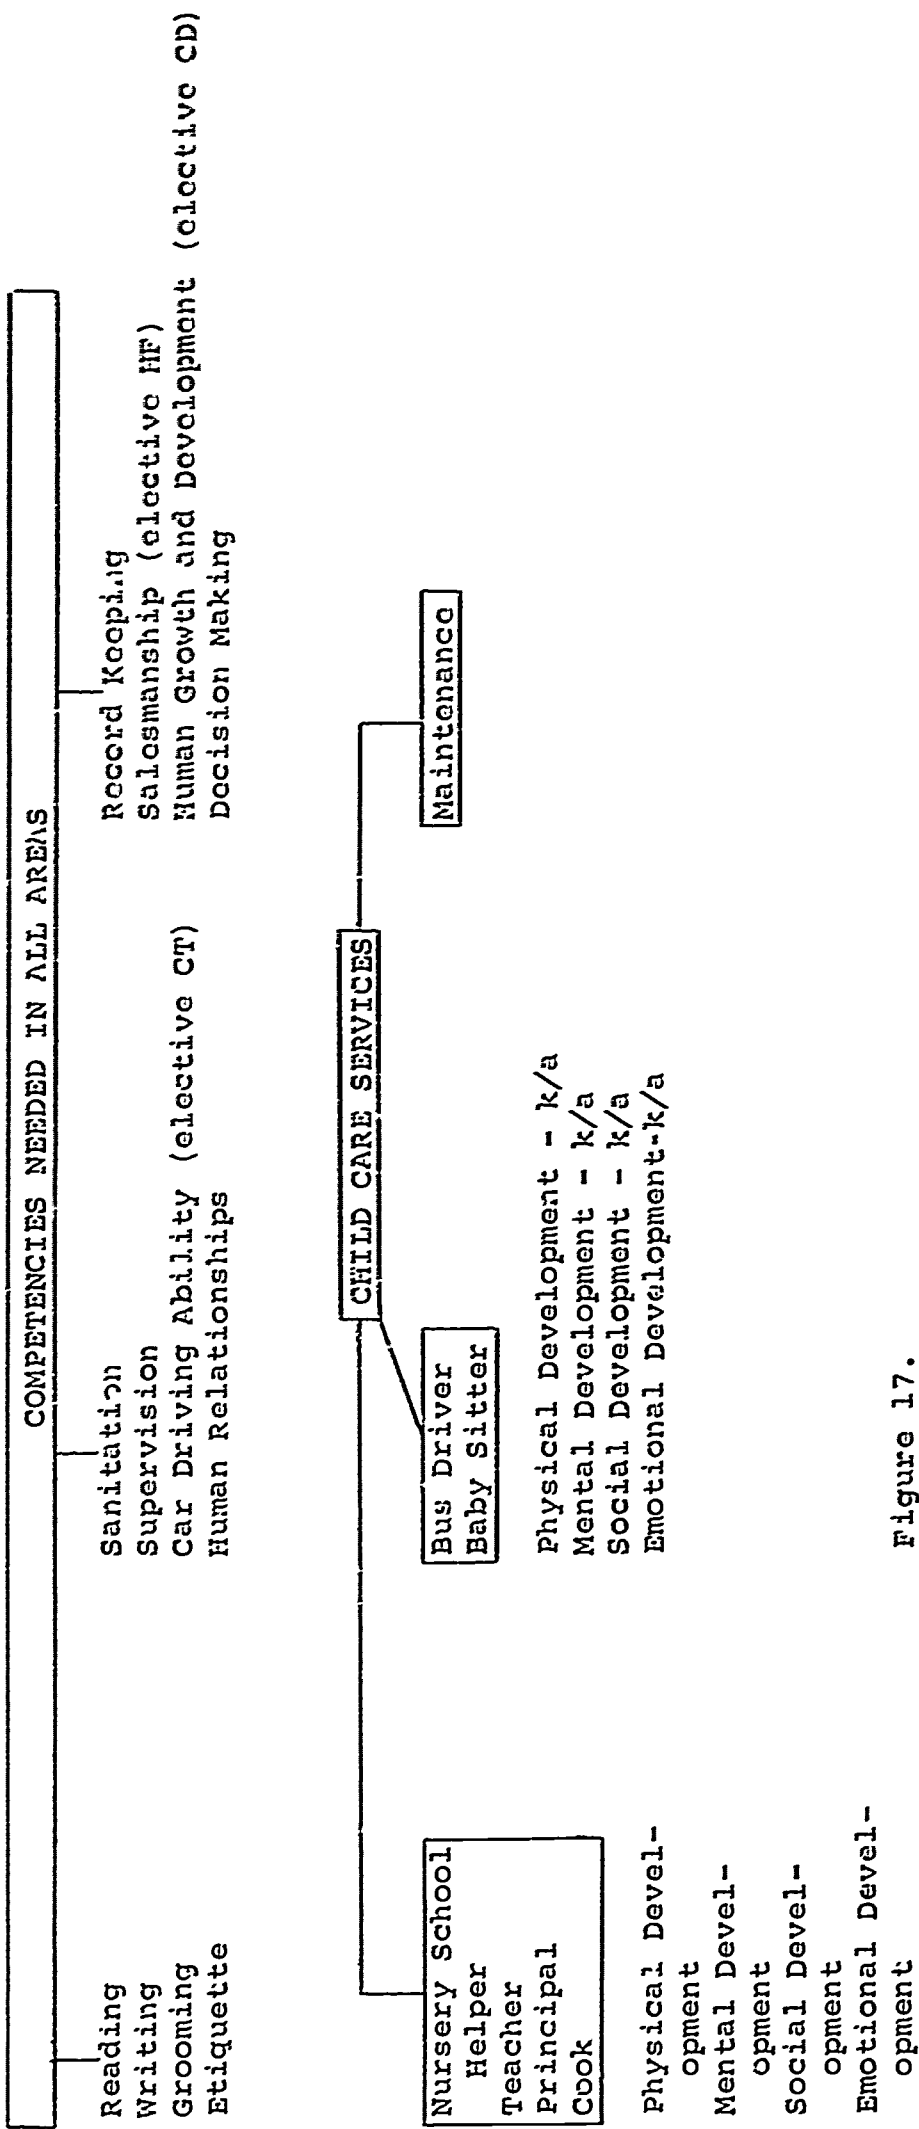 COMPETENCIES NEEDED IN ALL AREAS
Reading
Writing
Grooming
Etiquette
Sanitation
Supervision
Car Driving Ability (elective CT)
Human Relationships
Record Keeping
Salesmanship (elective HF)
Human Growth and Development (elective CD)
Decision Making
CHILD CARE SERVICES
Nursery School
Helper
Teacher
Principal
Cook
Bus Driver
Baby Sitter
Maintenance
Physical Devel-
opment
Mental Devel-
opment
Social Devel-
opment
Emotional Devel-
opment
Physical Development - k/a
Mental Development - k/a
Social Development - k/a
Emotional Development-k/a
Figure 17.